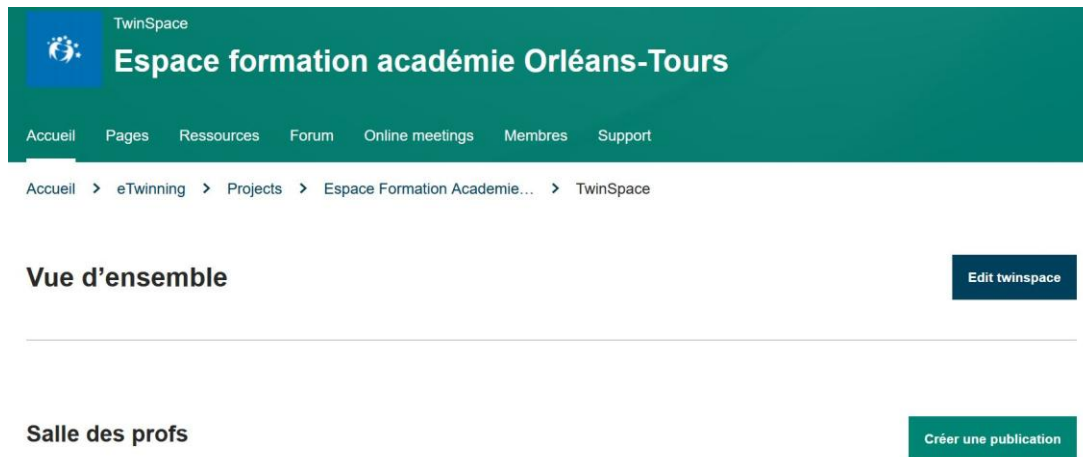 TwinSpace
Espace formation académie Orléans-Tours
Accueil Pages Ressources Forum Online meetings Membres Support
Accueil > eTwinning > Projects > Espace Formation Academie… > TwinSpace
Vue d’ensemble
Edit twinspace
Salle des profs
Créer une publication